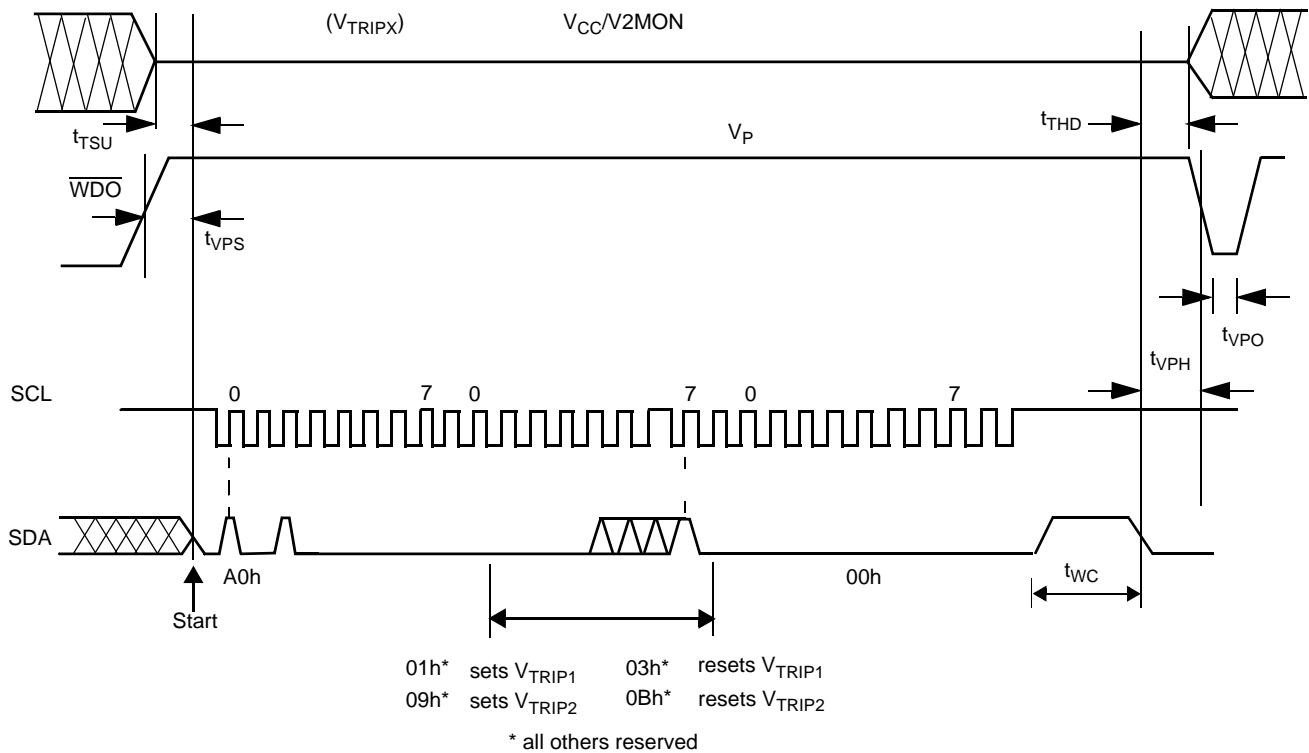 (VTRIPX) VCC/V2MON
tTSU
tTHD
VP
WDO
tVPS
tVPO
tVPH
SCL
0 7 0 7 0 7
SDA
A0h
00h
tWC
Start
01h* sets VTRIP1 03h* resets VTRIP1
09h* sets VTRIP2 0Bh* resets VTRIP2
* all others reserved